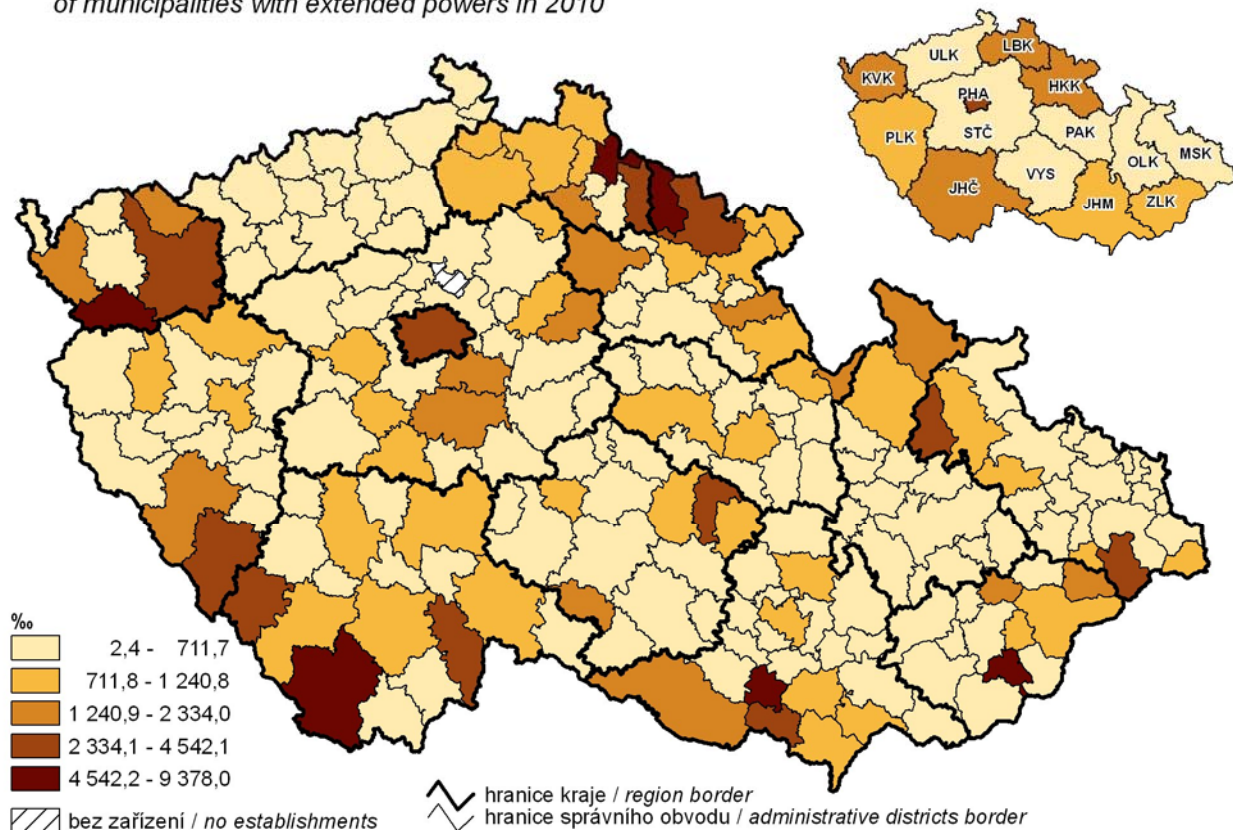 of municipalities with extended powers in 2010
ULK
LBK
KVK
HKK
PHA
PLK
STČ
PAK
OLK
MSK
VYS
JHČ
JHM
ZLK
‰
2,4 - 711,7
711,8 - 1 240,8
1 240,9 - 2 334,0
2 334,1 - 4 542,1
4 542,2 - 9 378,0
bez zařízení / no establishments
hranice kraje / region border
hranice správního obvodu / administrative districts border